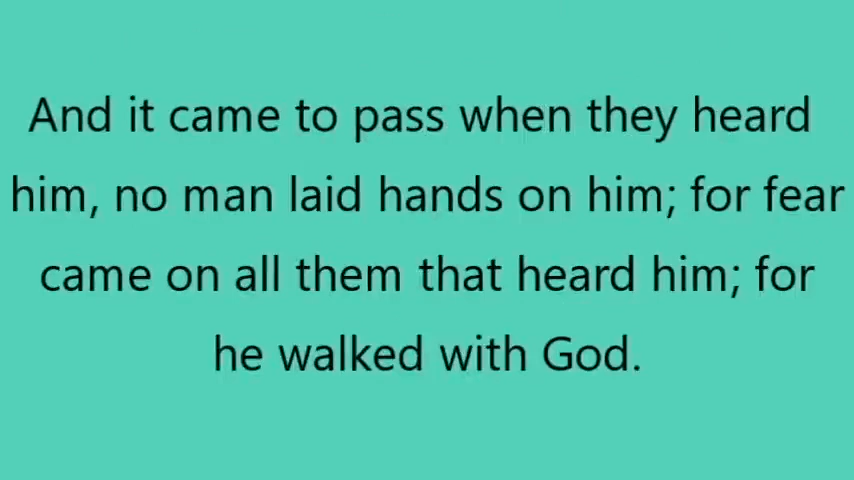 And it came to pass when they heard
him, no man laid hands on him; for fear
came on all them that heard him; for
he walked with God.